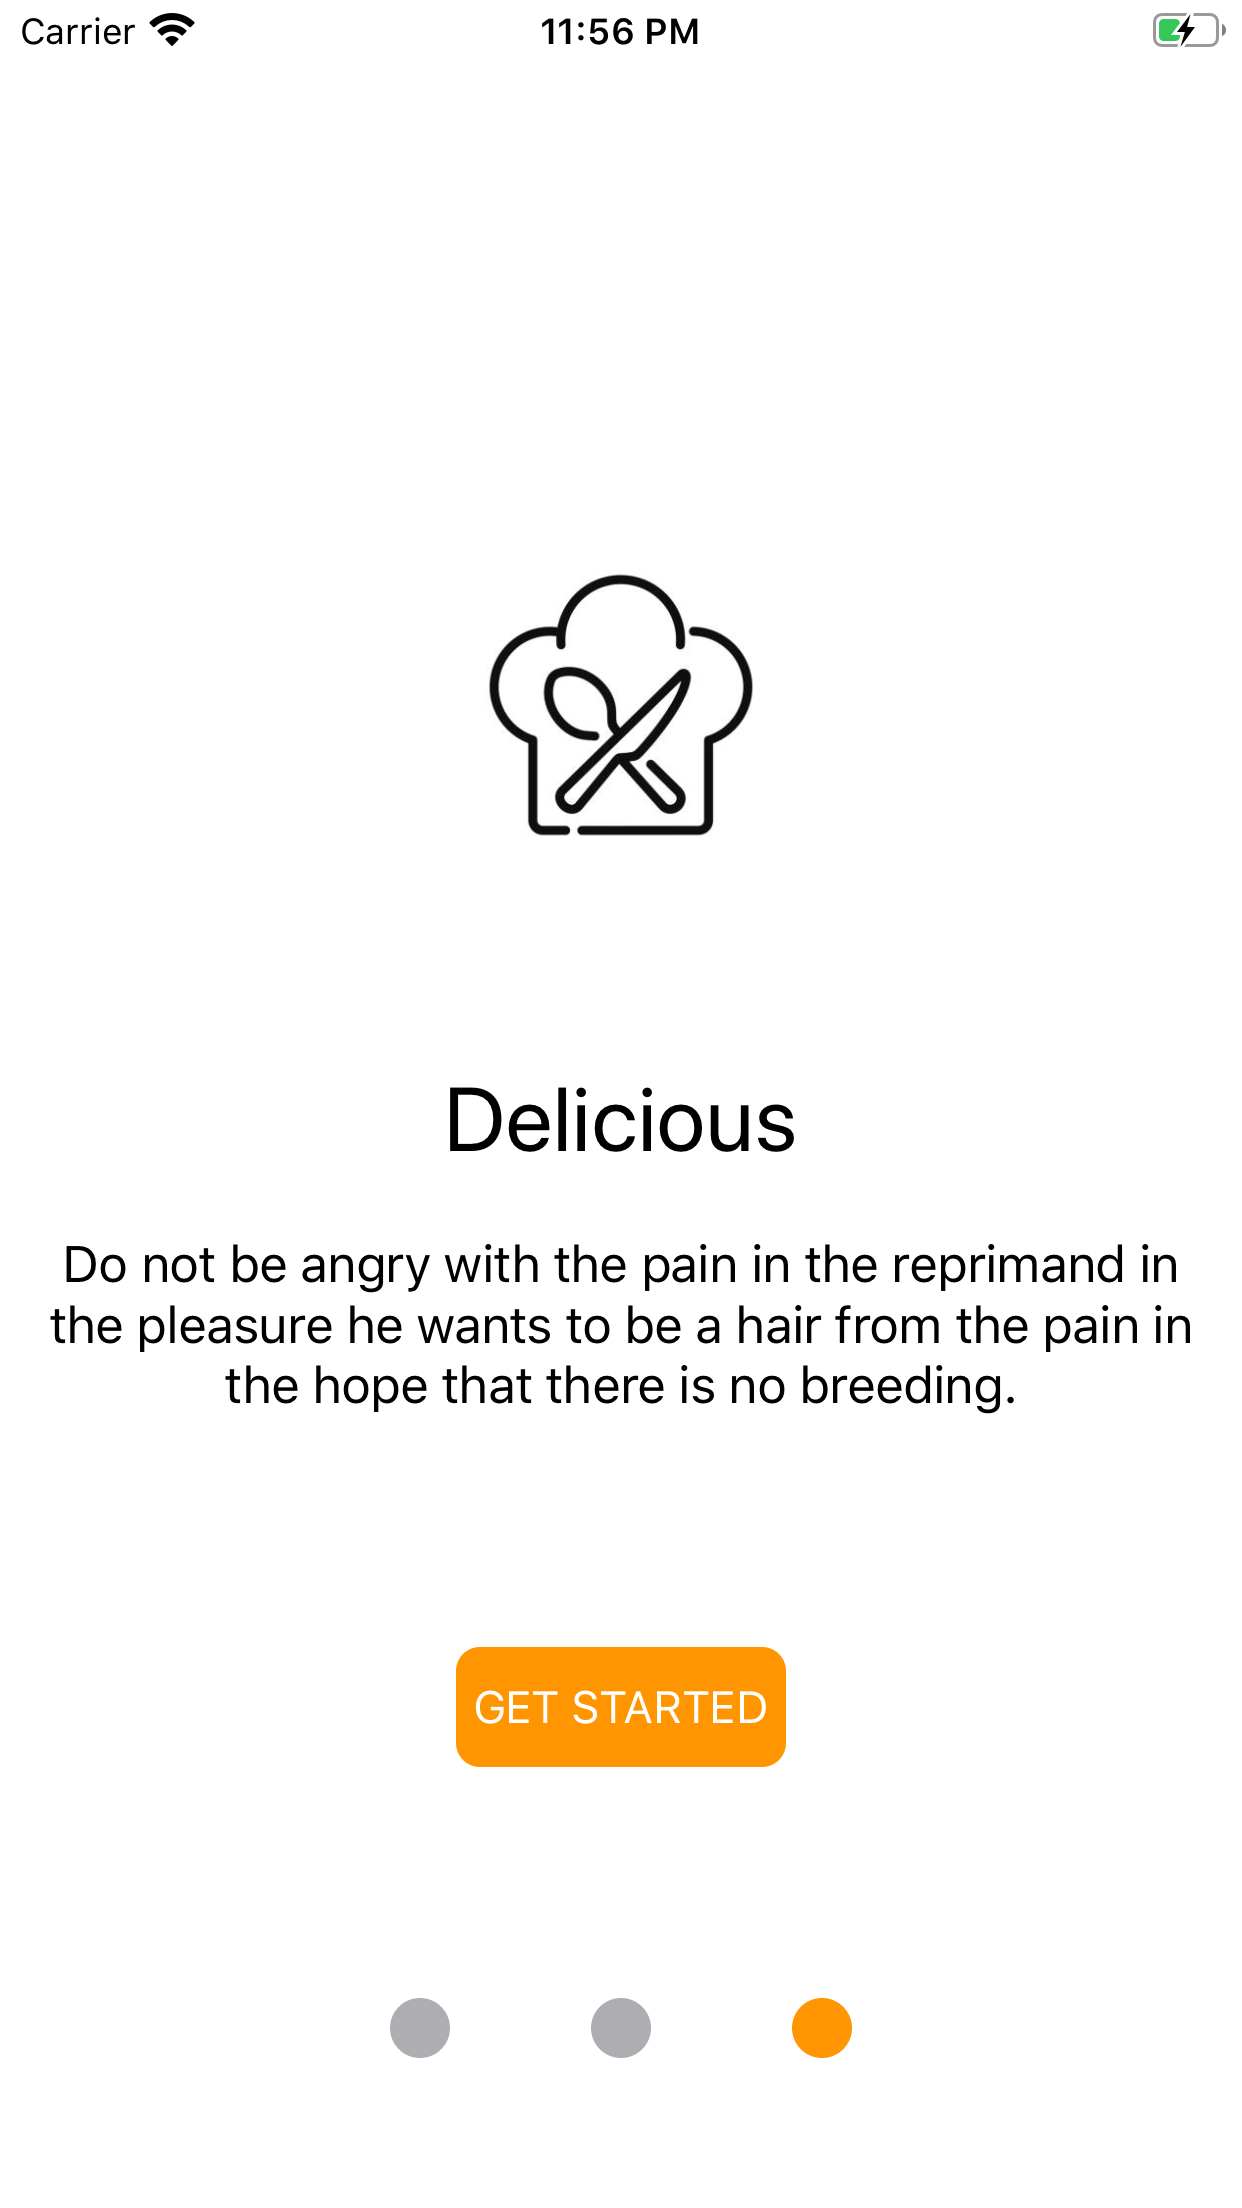 Carrier 11:56 PM
Delicious
Do not be angry with the pain in the reprimand in
the pleasure he wants to be a hair from the pain in
the hope that there is no breeding.
GET STARTED